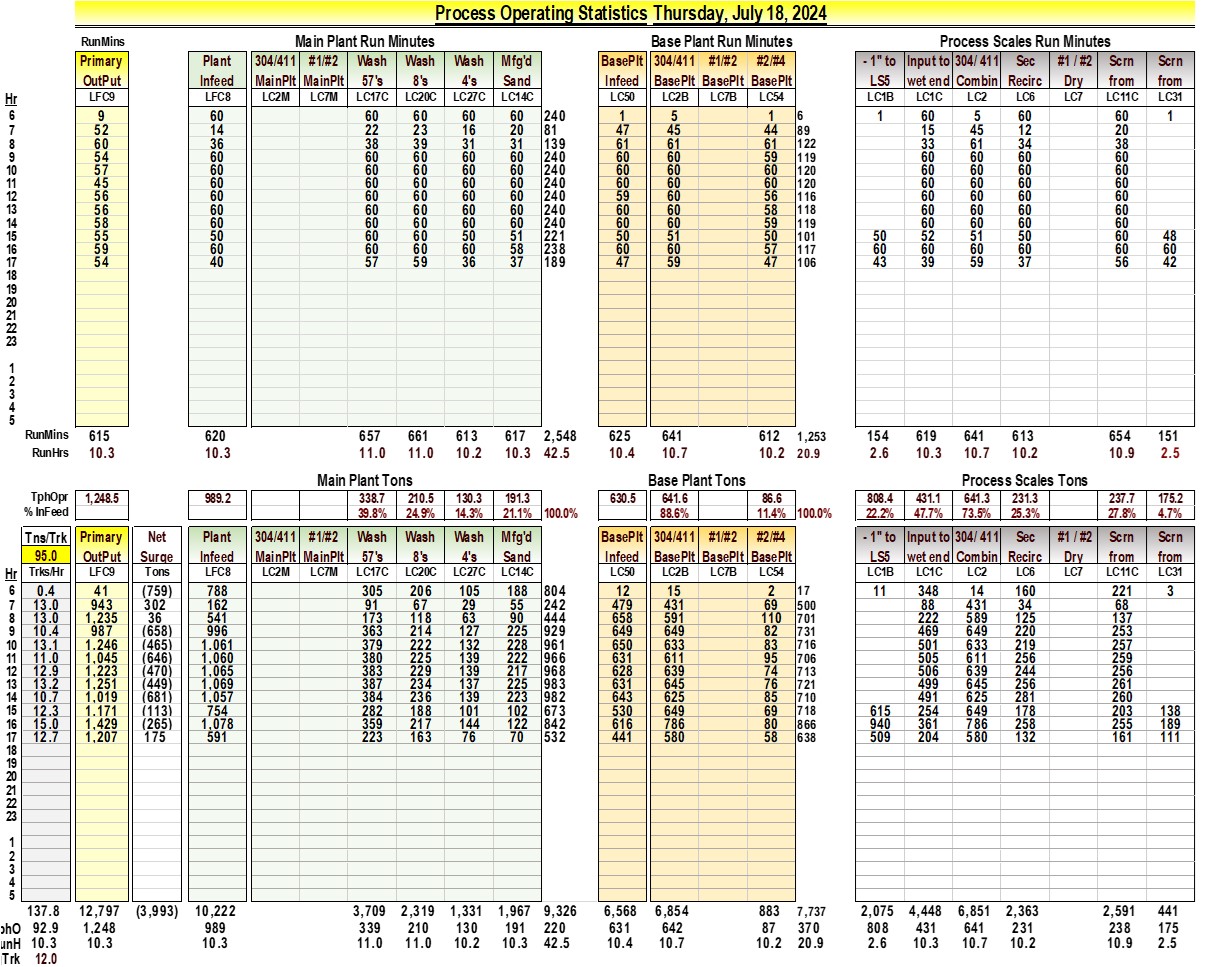 Process Operating Statistics Thursday, July 18, 2024
RunMins Main Plant Run Minutes Base Plant Run Minutes Process Scales Run Minutes
Primary Plant 304/411 #1/#2 Wash Wash Wash Mfg'd BasePlt 304/411 #1/#2 #2/#4 - 1" to Input to 304/ 411 Sec #1 / #2 Scrn Scrn
OutPut Infeed MainPlt MainPlt 57's 8's 4's Sand Infeed BasePlt BasePlt BasePlt LS5 wet end Combin Recirc Dry from from
Hr LFC9 LFC8 LC2M LC7M LC17C LC20C LC27C LC14C LC50 LC2B LC7B LC54 LC1B LC1C LC2 LC6 LC7 LC11C LC31
6 9 60 60 60 60 60 240 1 5 1 6 1 60 5 60 60 1
7 52 14 22 23 16 20 81 47 45 44 89 15 45 12 20
8 60 36 38 39 31 31 139 61 61 61 122 33 61 34 38
9 54 60 60 60 60 60 240 60 60 59 119 60 60 60 60
10 57 60 60 60 60 60 240 60 60 60 120 60 60 60 60
11 45 60 60 60 60 60 240 60 60 60 120 60 60 60 60
12 56 60 60 60 60 60 240 59 60 56 116 60 60 60 60
13 56 60 60 60 60 60 240 60 60 58 118 60 60 60 60
14 58 60 60 60 60 60 240 60 60 59 119 60 60 60 60
15 55 50 60 60 50 51 221 50 51 50 101 50 52 51 50 60 48
16 59 60 60 60 60 58 238 60 60 57 117 60 60 60 60 60 60
17 54 40 57 59 36 37 189 47 59 47 106 43 39 59 37 56 42
18
19
20
21
22
23
1
2
3
4
5
RunMins 615 620 657 661 613 617 2,548 625 641 612 1,253 154 619 641 613 654 151
RunHrs 10.3 10.3 11.0 11.0 10.2 10.3 42.5 10.4 10.7 10.2 20.9 2.6 10.3 10.7 10.2 10.9 2.5
Main Plant Tons Base Plant Tons Process Scales Tons
TphOpr 1,248.5 989.2 338.7 210.5 130.3 191.3 630.5 641.6 86.6 808.4 431.1 641.3 231.3 237.7 175.2
% InFeed 39.8% 24.9% 14.3% 21.1% 100.0% 88.6% 11.4% 100.0% 22.2% 47.7% 73.5% 25.3% 27.8% 4.7%
Tns/Trk Primary Net Plant 304/411 #1/#2 Wash Wash Wash Mfg'd BasePlt 304/411 #1/#2 #2/#4 - 1" to Input to 304/ 411 Sec #1 / #2 Scrn Scrn
95.0 OutPut Surge Infeed MainPlt MainPlt 57's 8's 4's Sand Infeed BasePlt BasePlt BasePlt LS5 wet end Combin Recirc Dry from from
Hr Trks/Hr LFC9 Tons LFC8 LC2M LC7M LC17C LC20C LC27C LC14C LC50 LC2B LC7B LC54 LC1B LC1C LC2 LC6 LC7 LC11C LC31
6 0.4 41 (759) 788 305 206 105 188 804 12 15 2 17 11 348 14 160 221 3
7 13.0 943 302 162 91 67 29 55 242 479 431 69 500 88 431 34 68
8 13.0 1,235 36 541 173 118 63 90 444 658 591 110 701 222 589 125 137
9 10.4 987 (658) 996 363 214 127 225 929 649 649 82 731 469 649 220 253
10 13.1 1,246 (465) 1,061 379 222 132 228 961 650 633 83 716 501 633 219 257
11 11.0 1,045 (646) 1,060 380 225 139 222 966 631 611 95 706 505 611 256 259
12 12.9 1,223 (470) 1,065 383 229 139 217 968 628 639 74 713 506 639 244 256
13 13.2 1,251 (449) 1,069 387 234 137 225 983 631 645 76 721 499 645 256 261
14 10.7 1,019 (681) 1,057 384 236 139 223 982 643 625 85 710 491 625 281 260
15 12.3 1,171 (113) 754 282 188 101 102 673 530 649 69 718 615 254 649 178 203 138
16 15.0 1,429 (265) 1,078 359 217 144 122 842 616 786 80 866 940 361 786 258 255 189
17 12.7 1,207 175 591 223 163 76 70 532 441 580 58 638 509 204 580 132 161 111
18
19
20
21
22
23
1
2
3
4
5
137.8 12,797 (3,993) 10,222 3,709 2,319 1,331 1,967 9,326 6,568 6,854 883 7,737 2,075 4,448 6,851 2,363 2,591 441
phO 92.9 1,248 989 339 210 130 191 220 631 642 87 370 808 431 641 231 238 175
unH 10.3 10.3 10.3 11.0 11.0 10.2 10.3 42.5 10.4 10.7 10.2 20.9 2.6 10.3 10.7 10.2 10.9 2.5
Trk 12.0